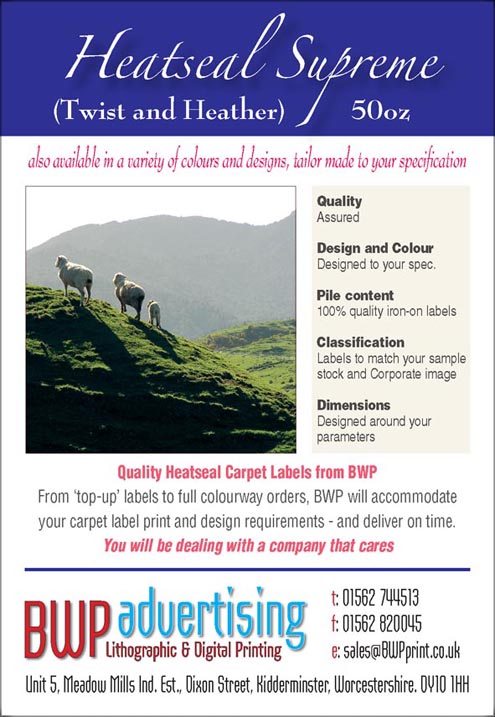 Heatseal Supreme
(Twist and Heather) 50oz
also available in a variety of colours and designs, tailor made to your specification
Quality
Assured
Design and Colour
Designed to your spec.
Pile content
100% quality iron-on labels
Classification
Labels to match your sample
stock and Corporate image
Dimensions
Designed around your
parameters
Quality Heatseal Carpet Labels from BWP
From 'top-up' labels to full colourway orders, BWP will accommodate
your carpet label print and design requirements - and deliver on time.
You will be dealing with a company that cares
BWP advertising
Lithographic & Digital Printing
t: 01562 744513
f: 01562 820045
e: sales@BWPprint.co.uk
Unit 5, Meadow Mills Ind. Est., Dixon Street, Kidderminster, Worcestershire. DY10 1HH